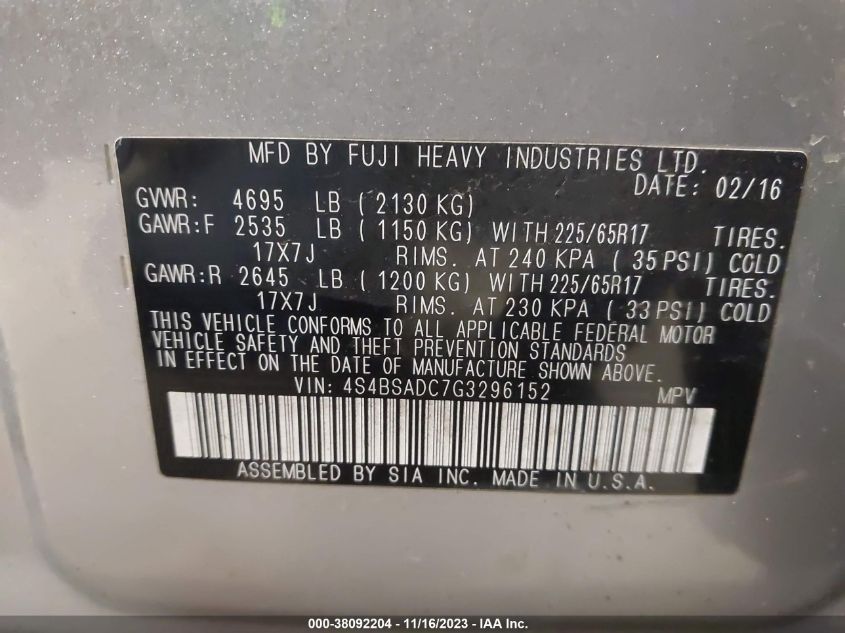 MFD BY FUJI HEAVY INDUSTRIES LTD.
DATE: 02/16
GVWR: 4695 LB ( 2130 KG)
GAWR:F 2535 LB ( 1150 KG) WITH 225/65R17 TIRES.
17X7J RIMS. AT 240 KPA ( 35 PSI) COLD
GAWR:R 2645 LB ( 1200 KG) WITH 225/65R17 TIRES.
17X7J RIMS. AT 230 KPA ( 33 PSI) COLD
THIS VEHICLE CONFORMS TO ALL APPLICABLE FEDERAL MOTOR
VEHICLE SAFETY AND THEFT PREVENTION STANDARDS
IN EFFECT ON THE DATE OF MANUFACTURE SHOWN ABOVE.
VIN: 4S4BSADC7G3296152 MPV
ASSEMBLED BY SIA INC. MADE IN U.S.A.
000-38092204 - 11/16/2023 - IAA Inc.